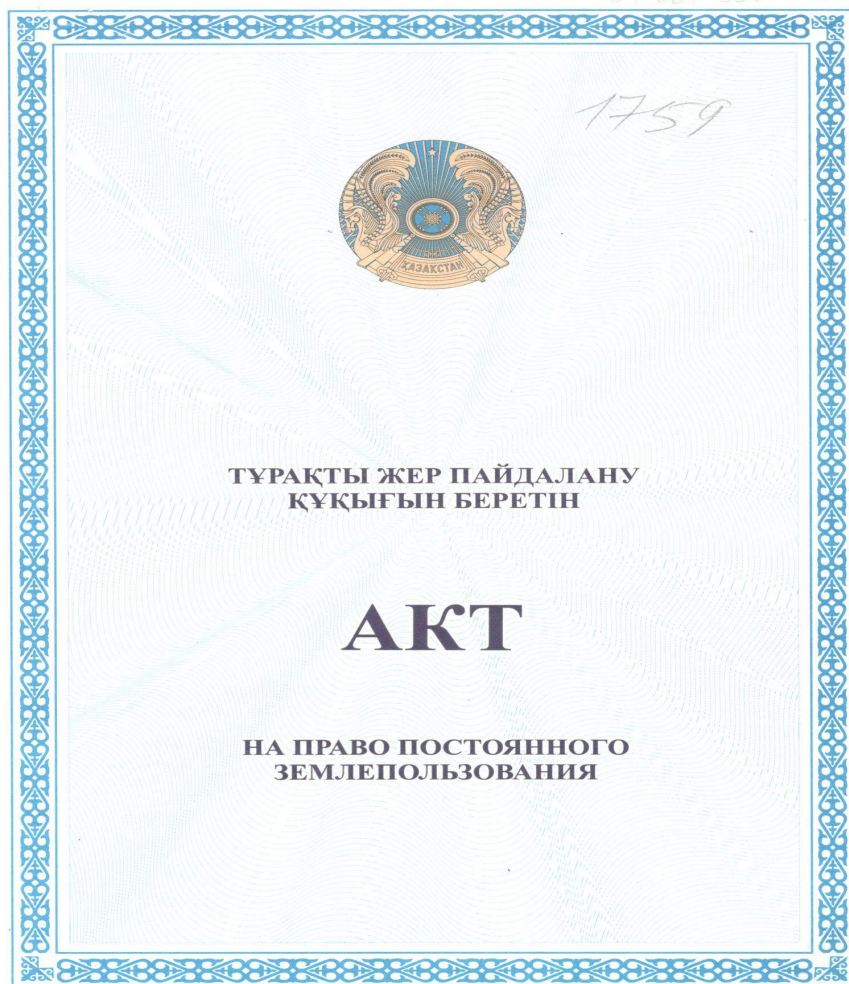 1759
ҚАЗАҚСТАН
ТҰРАҚТЫ ЖЕР ПАЙДАЛАНУ
ҚҰҚЫҒЫН БЕРЕТІН
АКТ
НА ПРАВО ПОСТОЯННОГО
ЗЕМЛЕПОЛЬЗОВАНИЯ